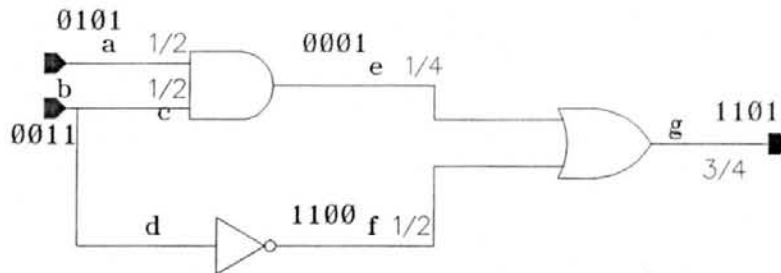 0101
a 1/2
0001
e 1/4
b 1/2
c
0011
g 1101
3/4
d
1100
f 1/2